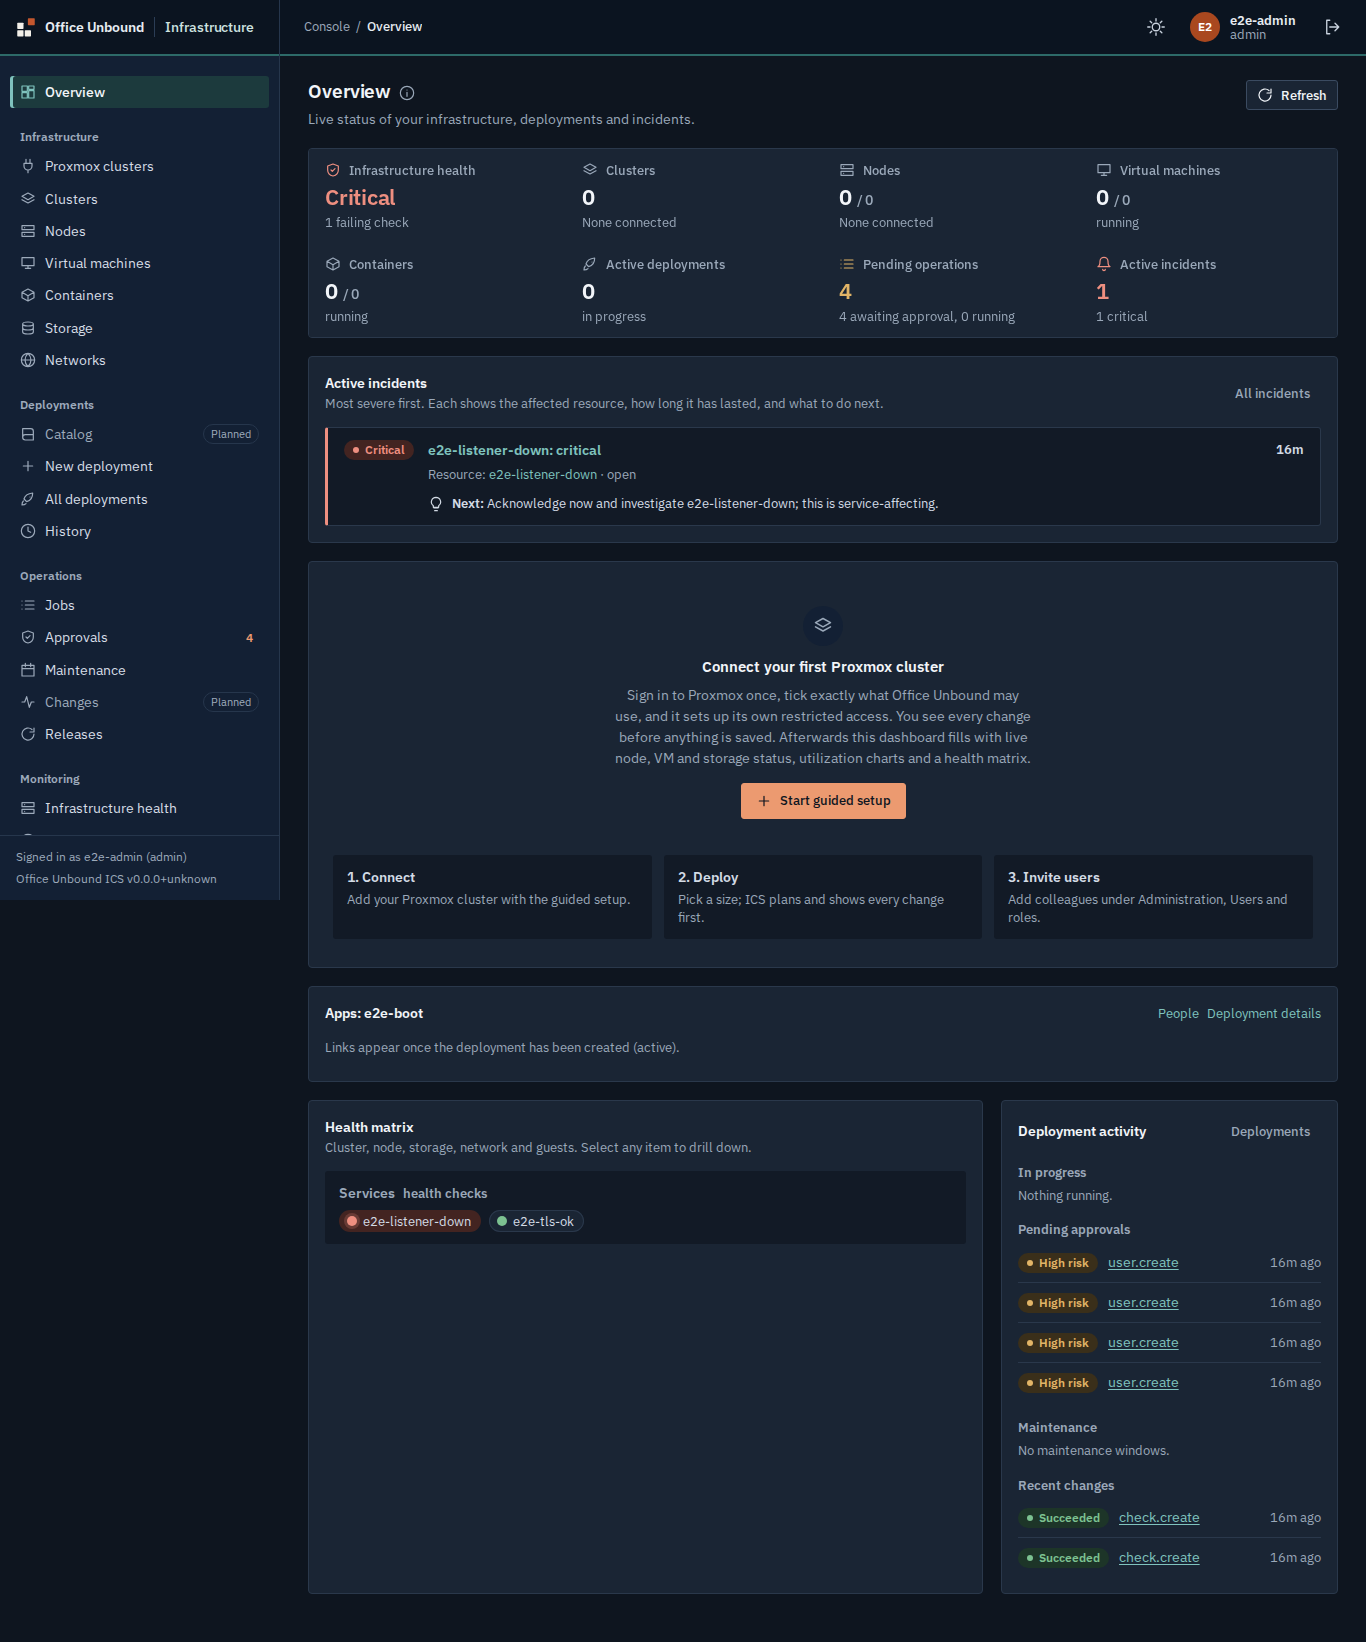 Office Unbound
Infrastructure
Console / Overview
E2
e2e-admin
admin
Overview
Infrastructure
Proxmox clusters
Clusters
Nodes
Virtual machines
Containers
Storage
Networks
Deployments
Catalog
Planned
New deployment
All deployments
History
Operations
Jobs
Approvals
4
Maintenance
Changes
Planned
Releases
Monitoring
Infrastructure health
Signed in as e2e-admin (admin)
Office Unbound ICS v0.0.0+unknown
Overview
Refresh
Live status of your infrastructure, deployments and incidents.
Infrastructure health
Critical
1 failing check
Clusters
0
None connected
Nodes
0 / 0
None connected
Virtual machines
0 / 0
running
Containers
0 / 0
running
Active deployments
0
in progress
Pending operations
4
4 awaiting approval, 0 running
Active incidents
1
1 critical
Active incidents
Most severe first. Each shows the affected resource, how long it has lasted, and what to do next.
All incidents
Critical
e2e-listener-down: critical
16m
Resource: e2e-listener-down · open
Next: Acknowledge now and investigate e2e-listener-down; this is service-affecting.
Connect your first Proxmox cluster
Sign in to Proxmox once, tick exactly what Office Unbound may
use, and it sets up its own restricted access. You see every change
before anything is saved. Afterwards this dashboard fills with live
node, VM and storage status, utilization charts and a health matrix.
Start guided setup
1. Connect
Add your Proxmox cluster with the guided setup.
2. Deploy
Pick a size; ICS plans and shows every change
first.
3. Invite users
Add colleagues under Administration, Users and
roles.
Apps: e2e-boot
People
Deployment details
Links appear once the deployment has been created (active).
Health matrix
Cluster, node, storage, network and guests. Select any item to drill down.
Services health checks
e2e-listener-down
e2e-tls-ok
Deployment activity
Deployments
In progress
Nothing running.
Pending approvals
High risk user.create 16m ago
High risk user.create 16m ago
High risk user.create 16m ago
High risk user.create 16m ago
Maintenance
No maintenance windows.
Recent changes
Succeeded check.create 16m ago
Succeeded check.create 16m ago